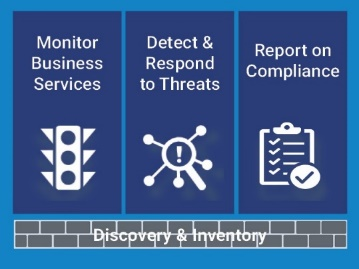 Monitor
Business
Services
Detect &
Respond
to Threats
Report on
Compliance
Discovery & Inventory